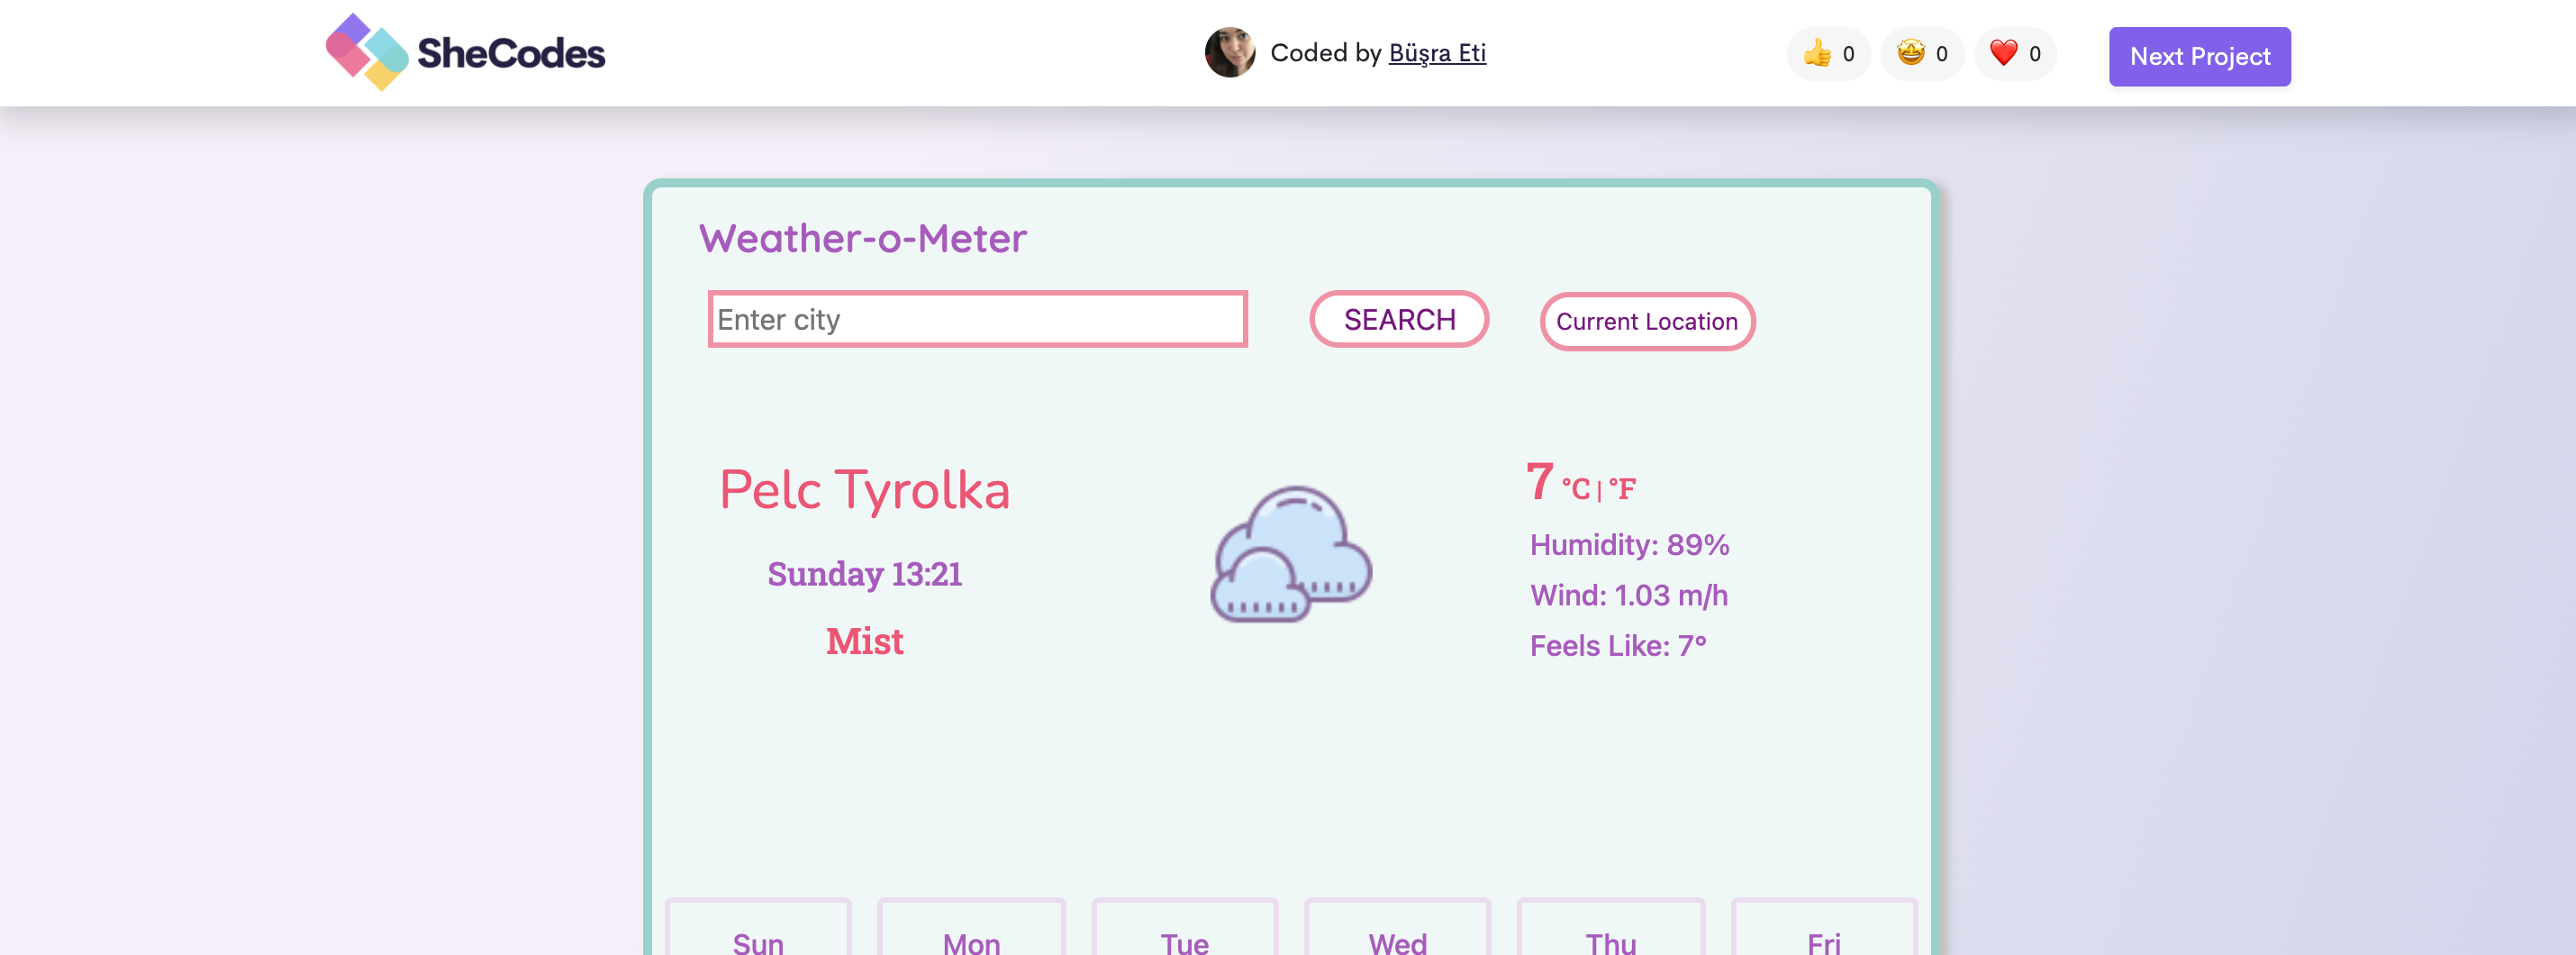 SheCodes
Coded by Büşra Eti
👍 0 🤩 0 ❤️ 0
Next Project
Weather-o-Meter
Enter city
SEARCH
Current Location
Pelc Tyrolka
Sunday 13:21
Mist
7 °C | °F
Humidity: 89%
Wind: 1.03 m/h
Feels Like: 7°
Sun Mon Tue Wed Thu Fri